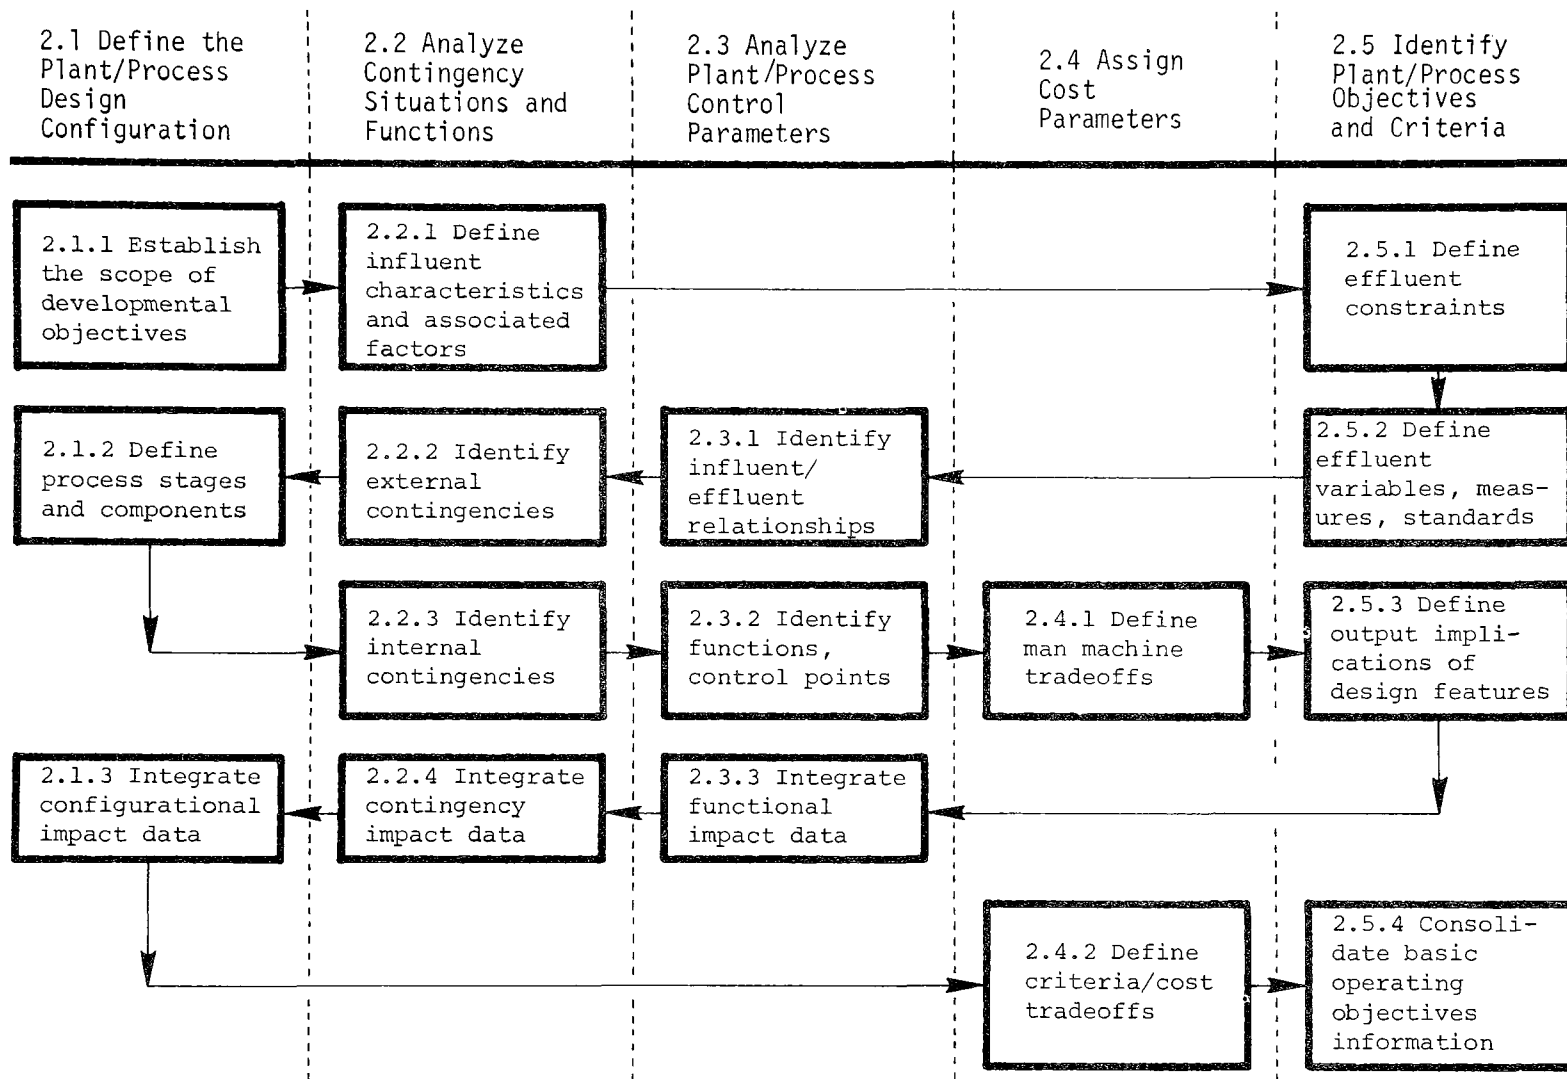 2.1 Define the
Plant/Process
Design
Configuration
2.2 Analyze
Contingency
Situations and
Functions
2.3 Analyze
Plant/Process
Control
Parameters
2.4 Assign
Cost
Parameters
2.5 Identify
Plant/Process
Objectives
and Criteria
2.1.1 Establish
the scope of
developmental
objectives
2.2.1 Define
influent
characteristics
and associated
factors
2.5.1 Define
effluent
constraints
2.1.2 Define
process stages
and components
2.2.2 Identify
external
contingencies
2.3.1 Identify
influent/
effluent
relationships
2.5.2 Define
effluent
variables, meas-
ures, standards
2.2.3 Identify
internal
contingencies
2.3.2 Identify
functions,
control points
2.4.1 Define
man machine
tradeoffs
2.5.3 Define
output impli-
cations of
design features
2.1.3 Integrate
configurational
impact data
2.2.4 Integrate
contingency
impact data
2.3.3 Integrate
functional
impact data
2.4.2 Define
criteria/cost
tradeoffs
2.5.4 Consoli-
date basic
operating
objectives
information